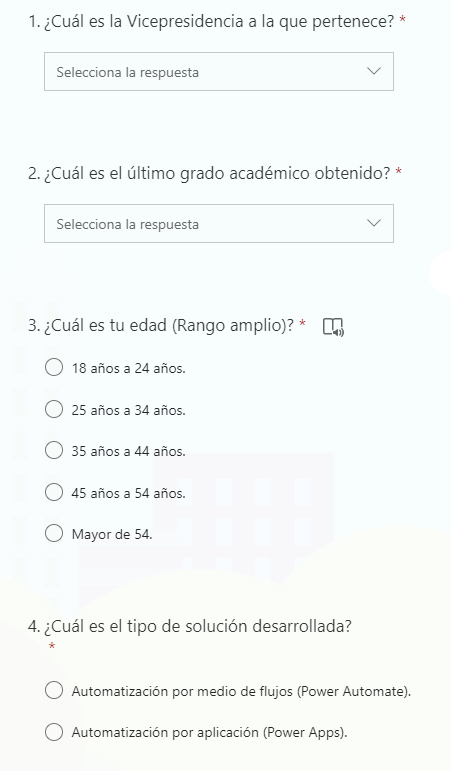 1. ¿Cuál es la Vicepresidencia a la que pertenece? *
Selecciona la respuesta
2. ¿Cuál es el último grado académico obtenido? *
Selecciona la respuesta
3. ¿Cuál es tu edad (Rango amplio)? *
18 años a 24 años.
25 años a 34 años.
35 años a 44 años.
45 años a 54 años.
Mayor de 54.
4. ¿Cuál es el tipo de solución desarrollada?
*
Automatización por medio de flujos (Power Automate).
Automatización por aplicación (Power Apps).